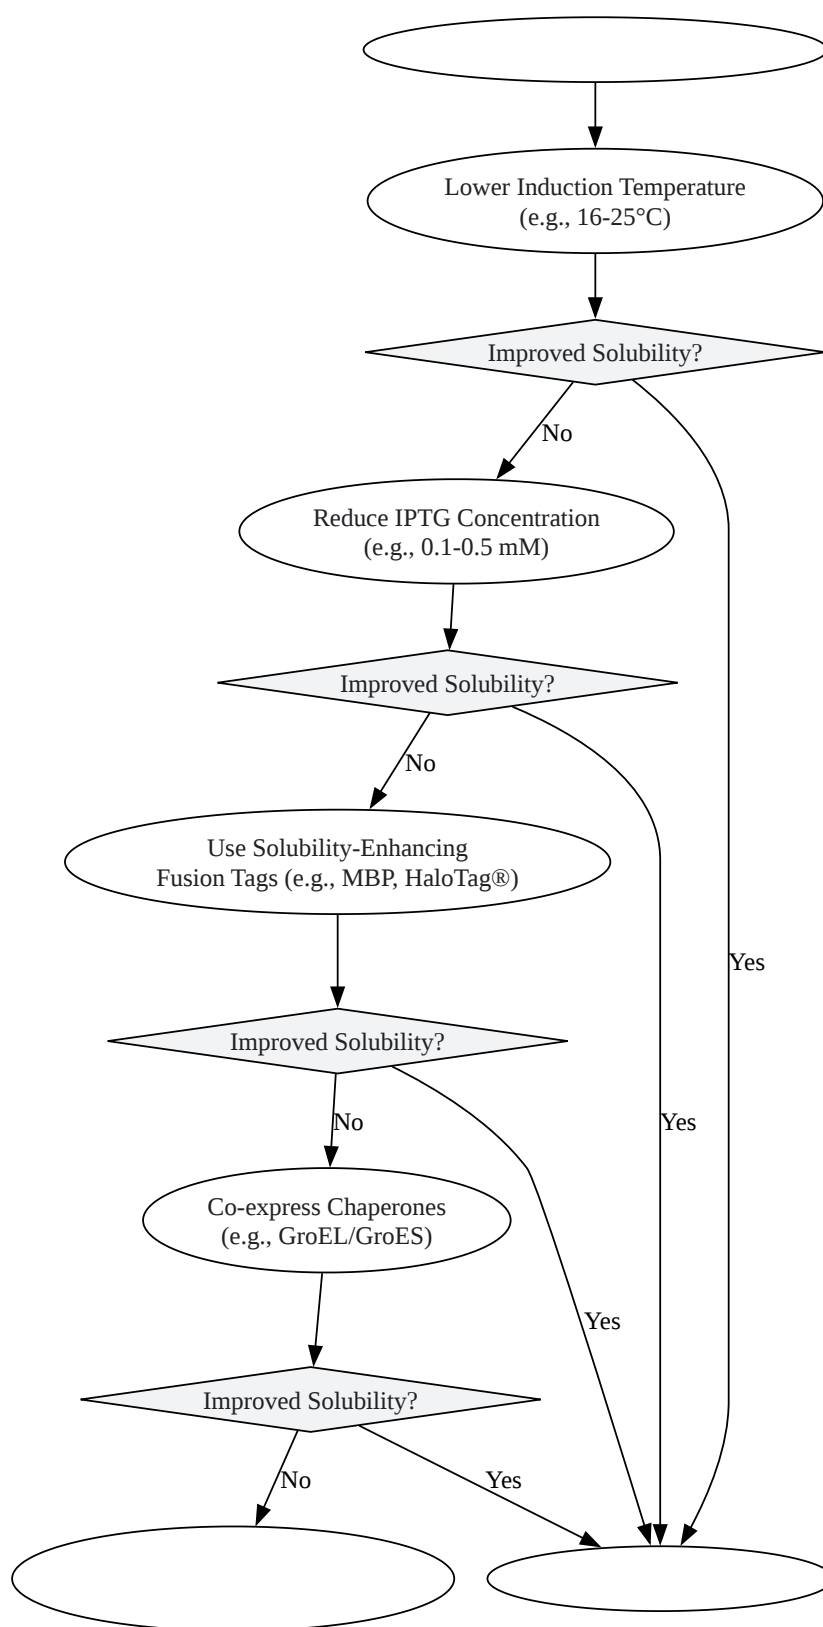 Lower Induction Temperature
(e.g., 16-25°C)
Improved Solubility?
No
Reduce IPTG Concentration
(e.g., 0.1-0.5 mM)
Improved Solubility?
No
Use Solubility-Enhancing
Fusion Tags (e.g., MBP, HaloTag®)
Yes
Improved Solubility?
No
Yes
Co-express Chaperones
(e.g., GroEL/GroES)
Yes
Improved Solubility?
No
Yes